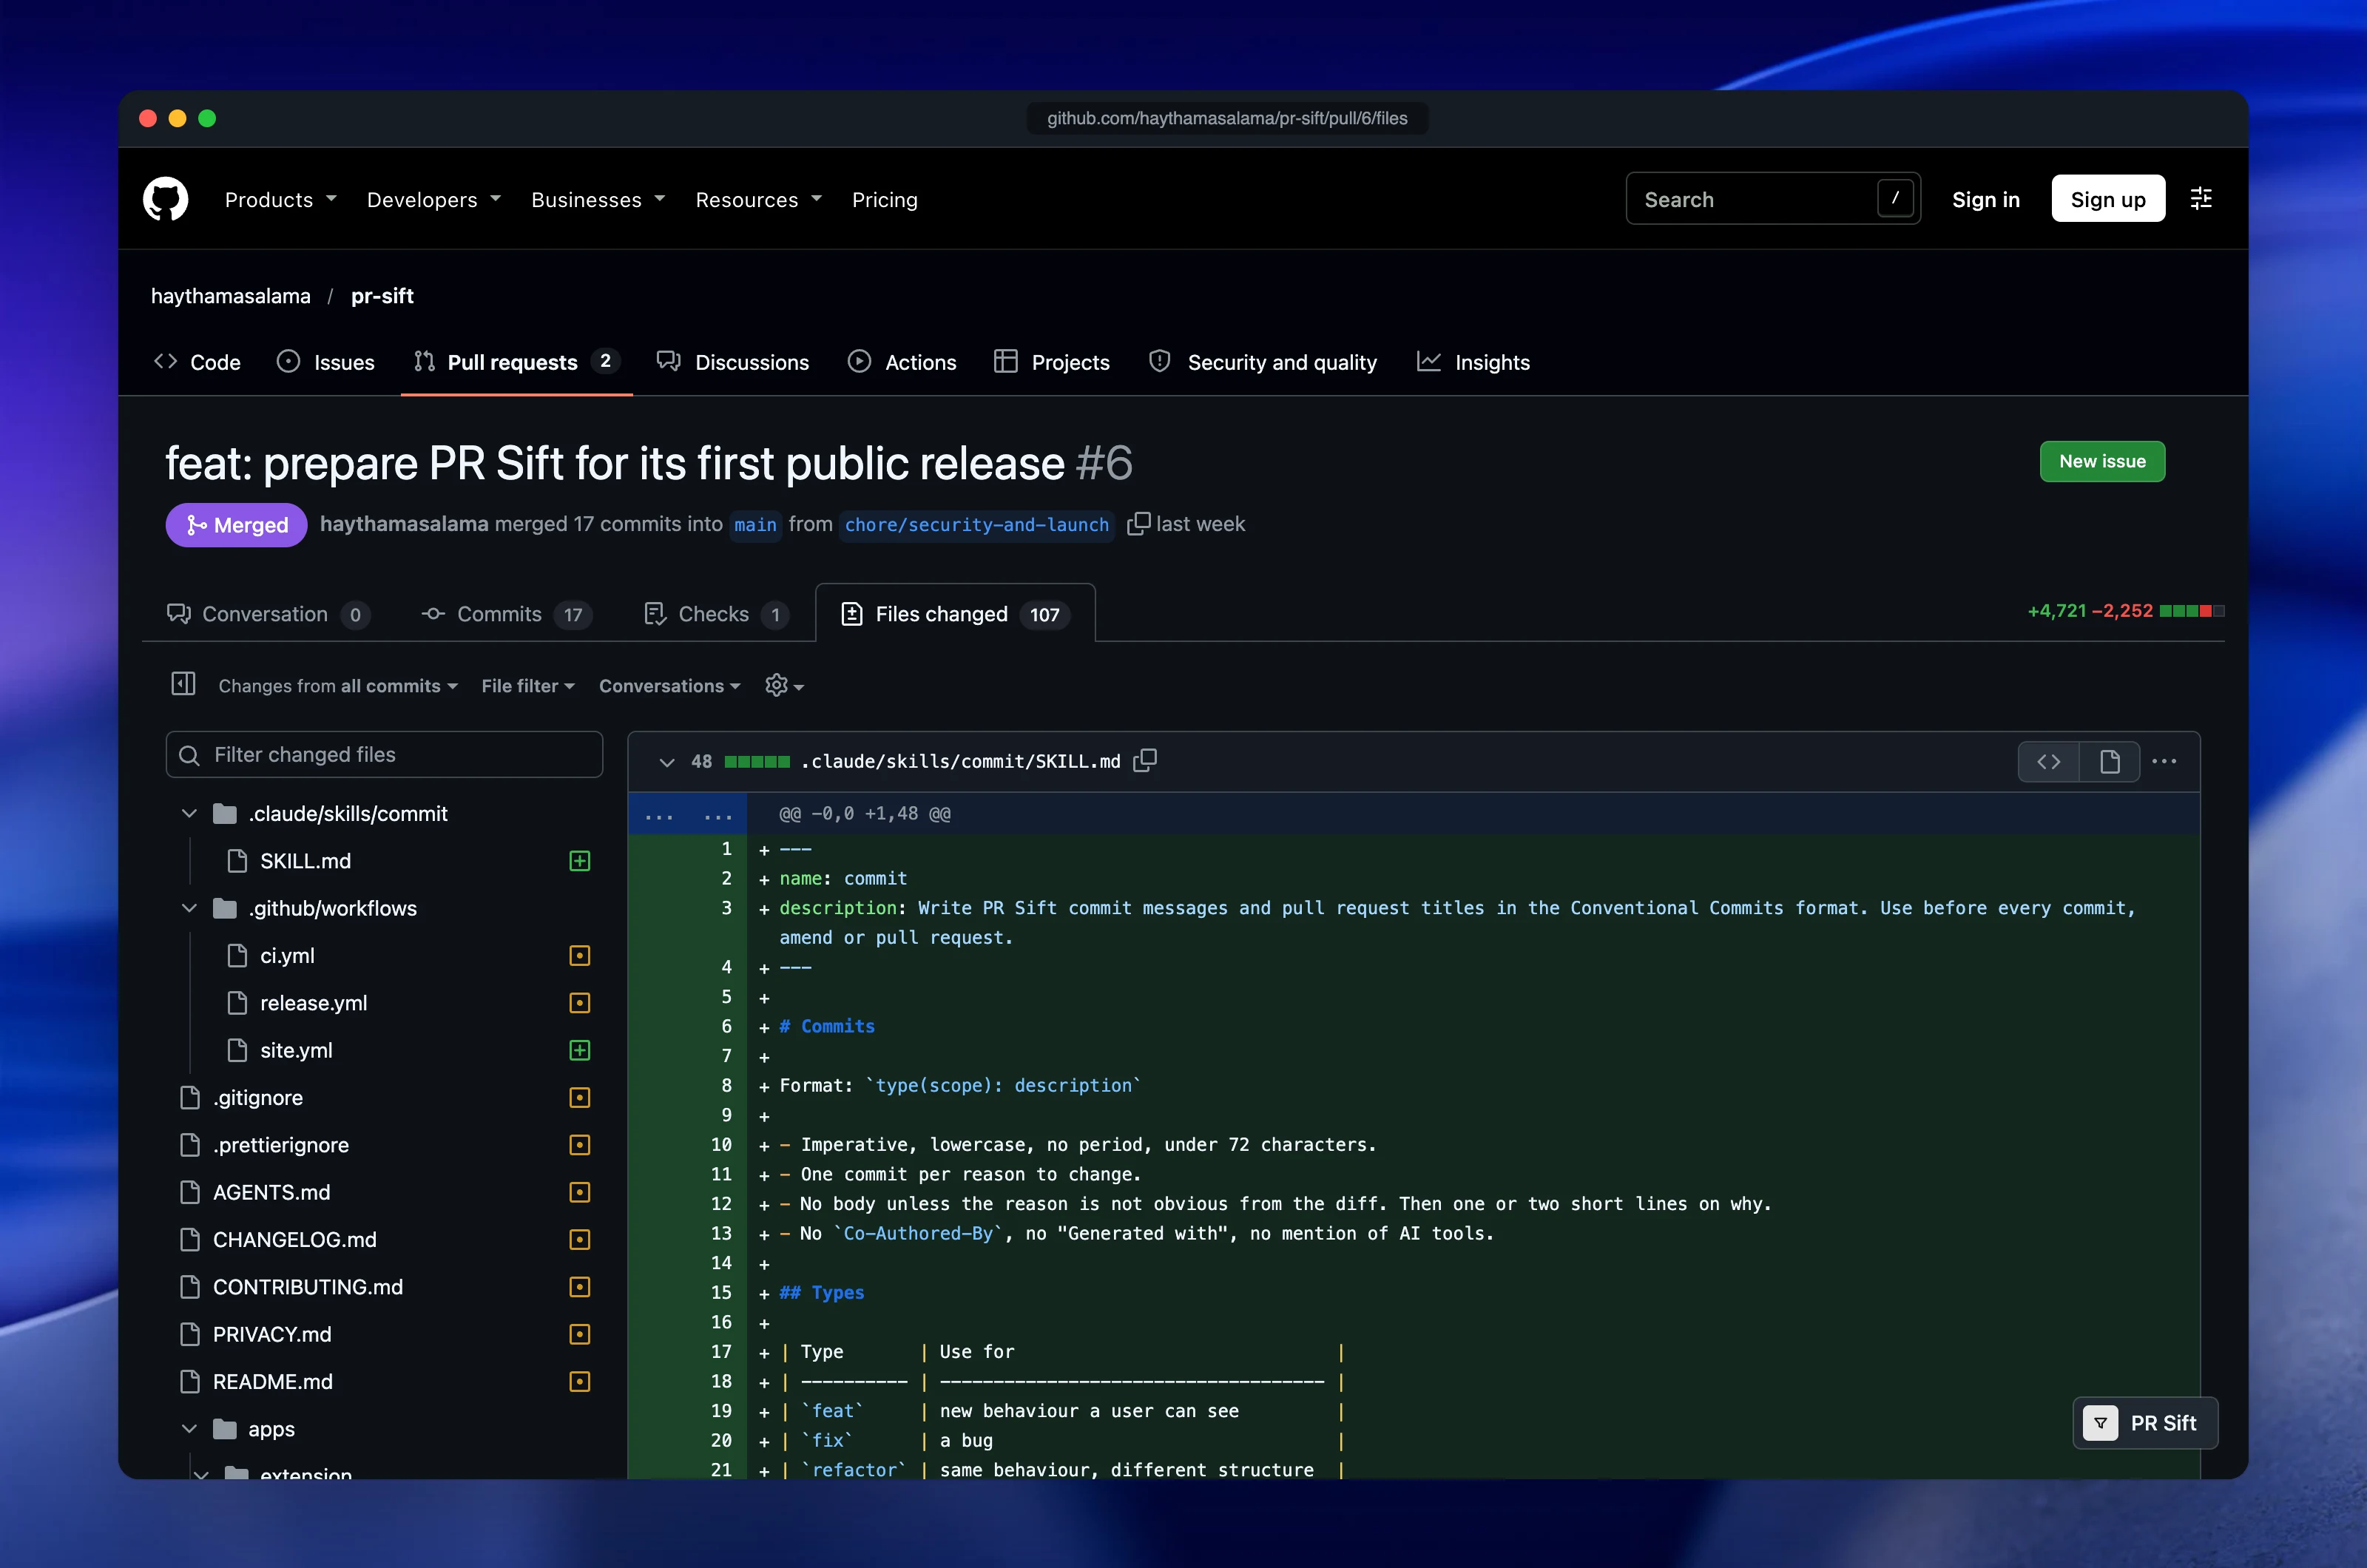 github.com/haythamasalama/pr-sift/pull/6/files
Products Developers Businesses Resources Pricing Search / Sign in Sign up
haythamasalama / pr-sift
Code Issues Pull requests 2 Discussions Actions Projects Security and quality Insights
feat: prepare PR Sift for its first public release #6
New issue
Merged haythamasalama merged 17 commits into main from chore/security-and-launch last week
Conversation 0 Commits 17 Checks 1 Files changed 107
+4,721 −2,252
Changes from all commits File filter Conversations
Filter changed files
.claude/skills/commit
SKILL.md
.github/workflows
ci.yml
release.yml
site.yml
.gitignore
.prettierignore
AGENTS.md
CHANGELOG.md
CONTRIBUTING.md
PRIVACY.md
README.md
apps
extension
48 .claude/skills/commit/SKILL.md
... ... @@ -0,0 +1,48 @@
1 + ---
2 + name: commit
3 + description: Write PR Sift commit messages and pull request titles in the Conventional Commits format. Use before every commit,
amend or pull request.
4 + ---
5 +
6 + # Commits
7 +
8 + Format: `type(scope): description`
9 +
10 + - Imperative, lowercase, no period, under 72 characters.
11 + - One commit per reason to change.
12 + - No body unless the reason is not obvious from the diff. Then one or two short lines on why.
13 + - No `Co-Authored-By`, no "Generated with", no mention of AI tools.
14 +
15 + ## Types
16 +
17 + | Type | Use for |
18 + | ---------- | ------------------------------------ |
19 + | `feat` | new behaviour a user can see |
20 + | `fix` | a bug |
21 + | `refactor` | same behaviour, different structure |
PR Sift